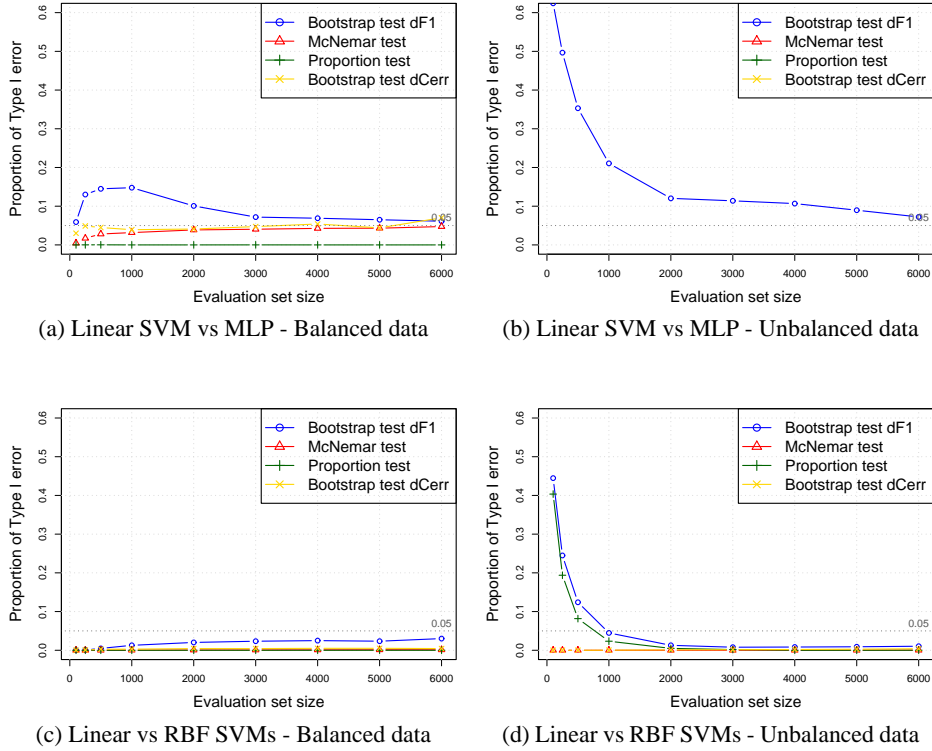 Bootstrap test dF1
McNemar test
Proportion test
Bootstrap test dCerr
0.05
0.0 0.1 0.2 0.3 0.4 0.5 0.6
Proportion of Type I error
0 1000 2000 3000 4000 5000 6000
Evaluation set size
(a) Linear SVM vs MLP - Balanced data
Bootstrap test dF1
McNemar test
Proportion test
Bootstrap test dCerr
0.05
0.0 0.1 0.2 0.3 0.4 0.5 0.6
Proportion of Type I error
0 1000 2000 3000 4000 5000 6000
Evaluation set size
(b) Linear SVM vs MLP - Unbalanced data
Bootstrap test dF1
McNemar test
Proportion test
Bootstrap test dCerr
0.05
0.0 0.1 0.2 0.3 0.4 0.5 0.6
Proportion of Type I error
0 1000 2000 3000 4000 5000 6000
Evaluation set size
(c) Linear vs RBF SVMs - Balanced data
Bootstrap test dF1
McNemar test
Proportion test
Bootstrap test dCerr
0.05
0.0 0.1 0.2 0.3 0.4 0.5 0.6
Proportion of Type I error
0 1000 2000 3000 4000 5000 6000
Evaluation set size
(d) Linear vs RBF SVMs - Unbalanced data